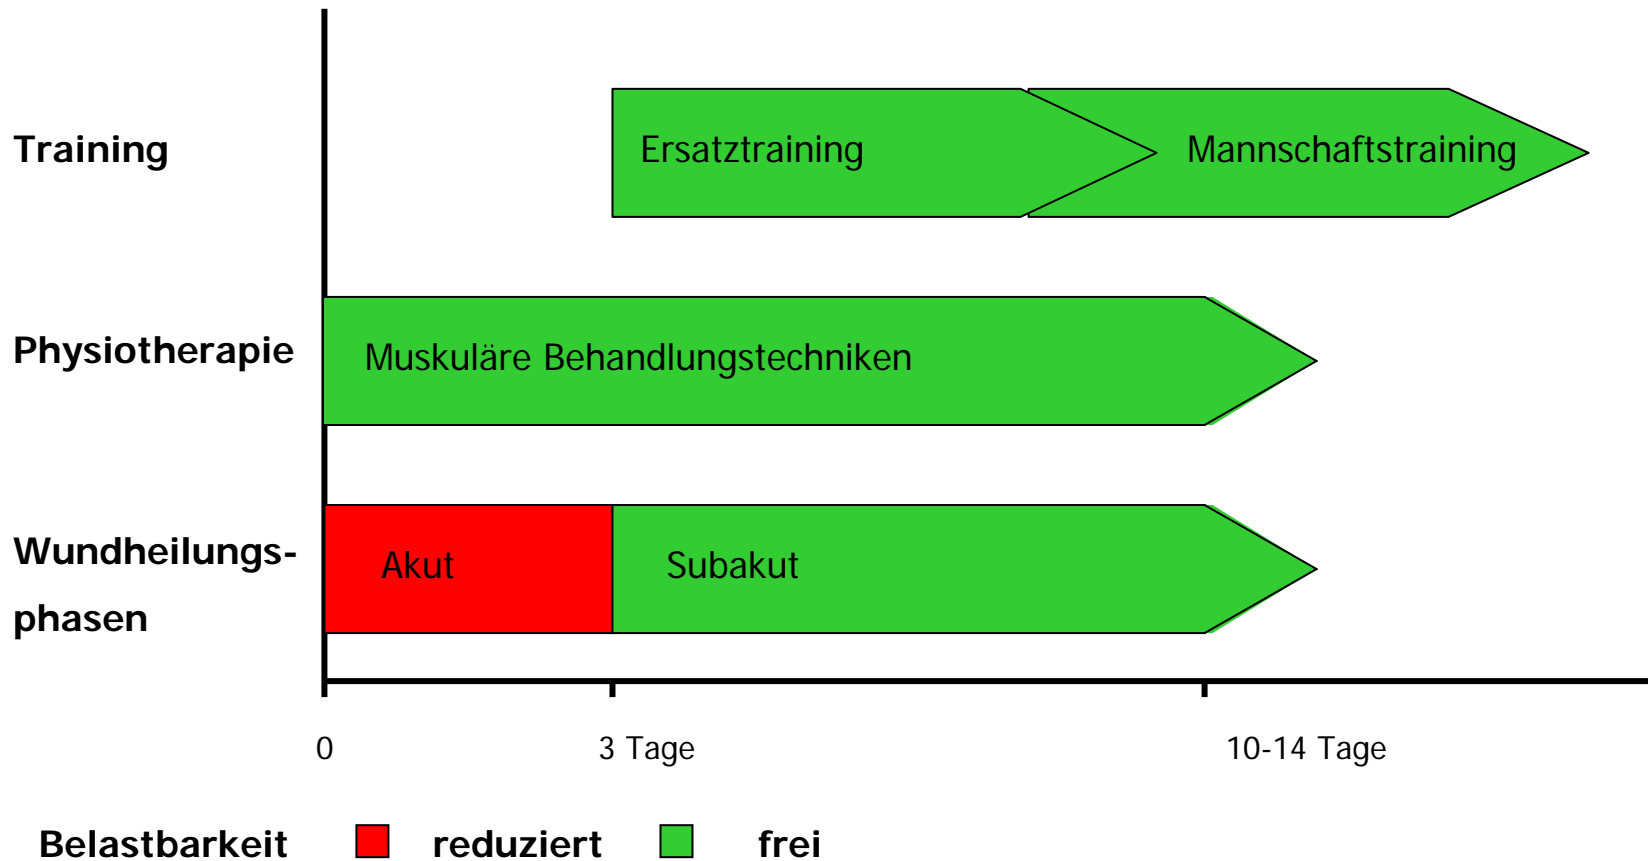 Training
Ersatztraining
Mannschaftstraining
Physiotherapie
Muskuläre Behandlungstechniken
Wundheilungs-
phasen
Akut
Subakut
0
3 Tage
10-14 Tage
Belastbarkeit reduziert frei